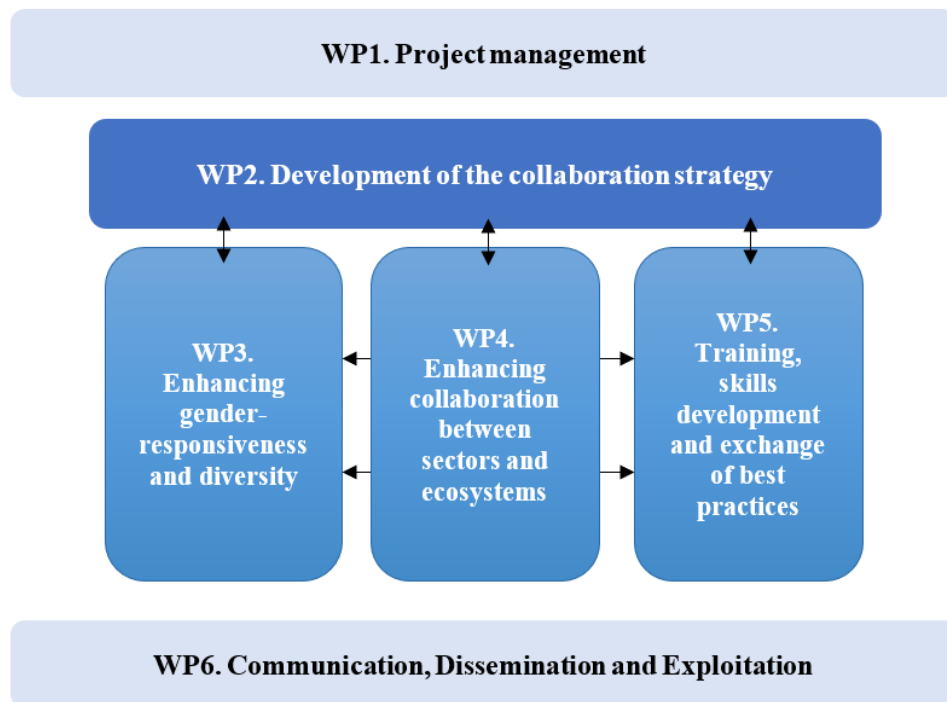 WP1. Project management
WP2. Development of the collaboration strategy
WP3.
Enhancing
gender-
responsiveness
and diversity
WP4.
Enhancing
collaboration
between
sectors and
ecosystems
WP5.
Training,
skills
development
and exchange
of best
practices
WP6. Communication, Dissemination and Exploitation